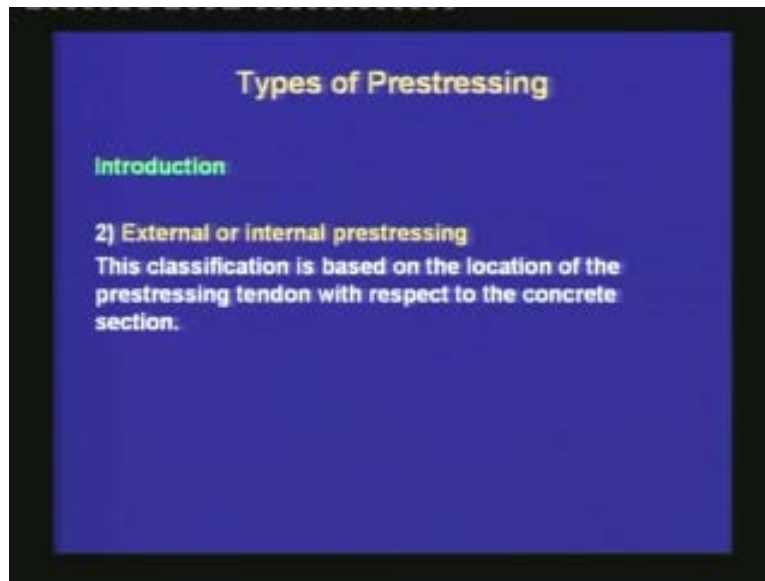 Types of Prestressing
Introduction
2) External or internal prestressing
This classification is based on the location of the
prestressing tendon with respect to the concrete
section.